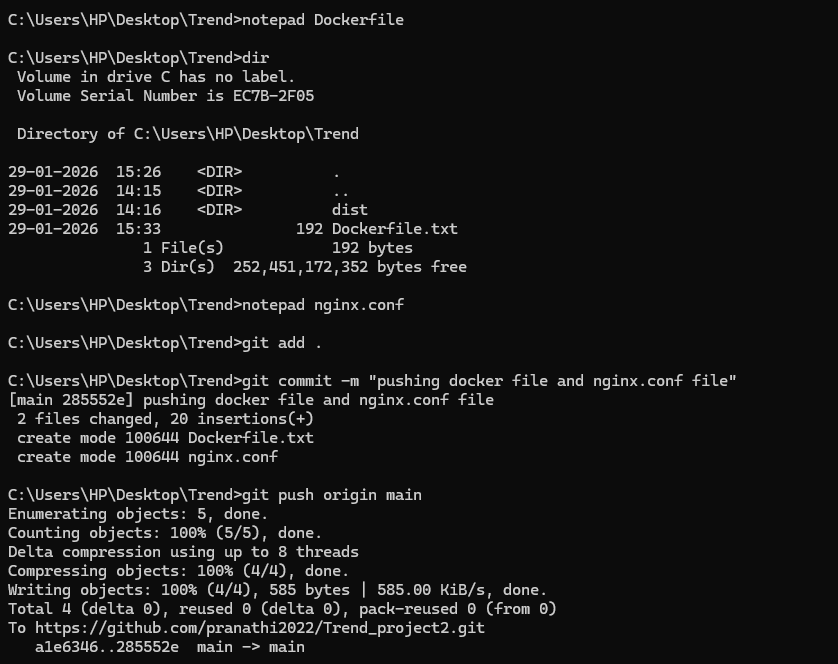 C:\Users\HP\Desktop\Trend>notepad Dockerfile
C:\Users\HP\Desktop\Trend>dir
 Volume in drive C has no label.
 Volume Serial Number is EC7B-2F05
 Directory of C:\Users\HP\Desktop\Trend
29-01-2026  15:26    <DIR>          .
29-01-2026  14:15    <DIR>          ..
29-01-2026  14:16    <DIR>          dist
29-01-2026  15:33               192 Dockerfile.txt
               1 File(s)            192 bytes
               3 Dir(s)  252,451,172,352 bytes free
C:\Users\HP\Desktop\Trend>notepad nginx.conf
C:\Users\HP\Desktop\Trend>git add .
C:\Users\HP\Desktop\Trend>git commit -m "pushing docker file and nginx.conf file"
[main 285552e] pushing docker file and nginx.conf file
 2 files changed, 20 insertions(+)
 create mode 100644 Dockerfile.txt
 create mode 100644 nginx.conf
C:\Users\HP\Desktop\Trend>git push origin main
Enumerating objects: 5, done.
Counting objects: 100% (5/5), done.
Delta compression using up to 8 threads
Compressing objects: 100% (4/4), done.
Writing objects: 100% (4/4), 585 bytes | 585.00 KiB/s, done.
Total 4 (delta 0), reused 0 (delta 0), pack-reused 0 (from 0)
To https://github.com/pranathi2022/Trend_project2.git
   a1e6346..285552e  main -> main